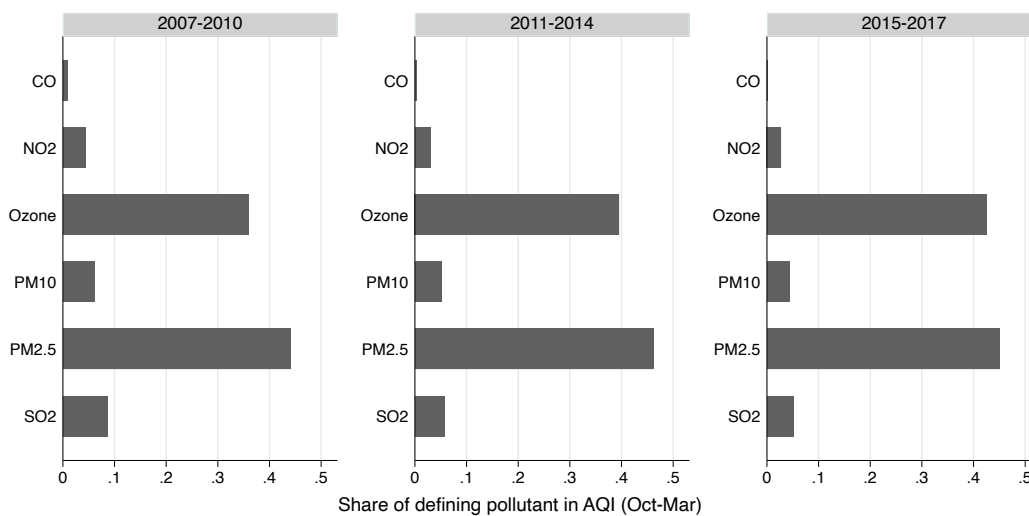 2007-2010
CO
NO2
Ozone
PM10
PM2.5
SO2
0 .1 .2 .3 .4 .5
2011-2014
CO
NO2
Ozone
PM10
PM2.5
SO2
0 .1 .2 .3 .4 .5
2015-2017
CO
NO2
Ozone
PM10
PM2.5
SO2
0 .1 .2 .3 .4 .5
Share of defining pollutant in AQI (Oct-Mar)